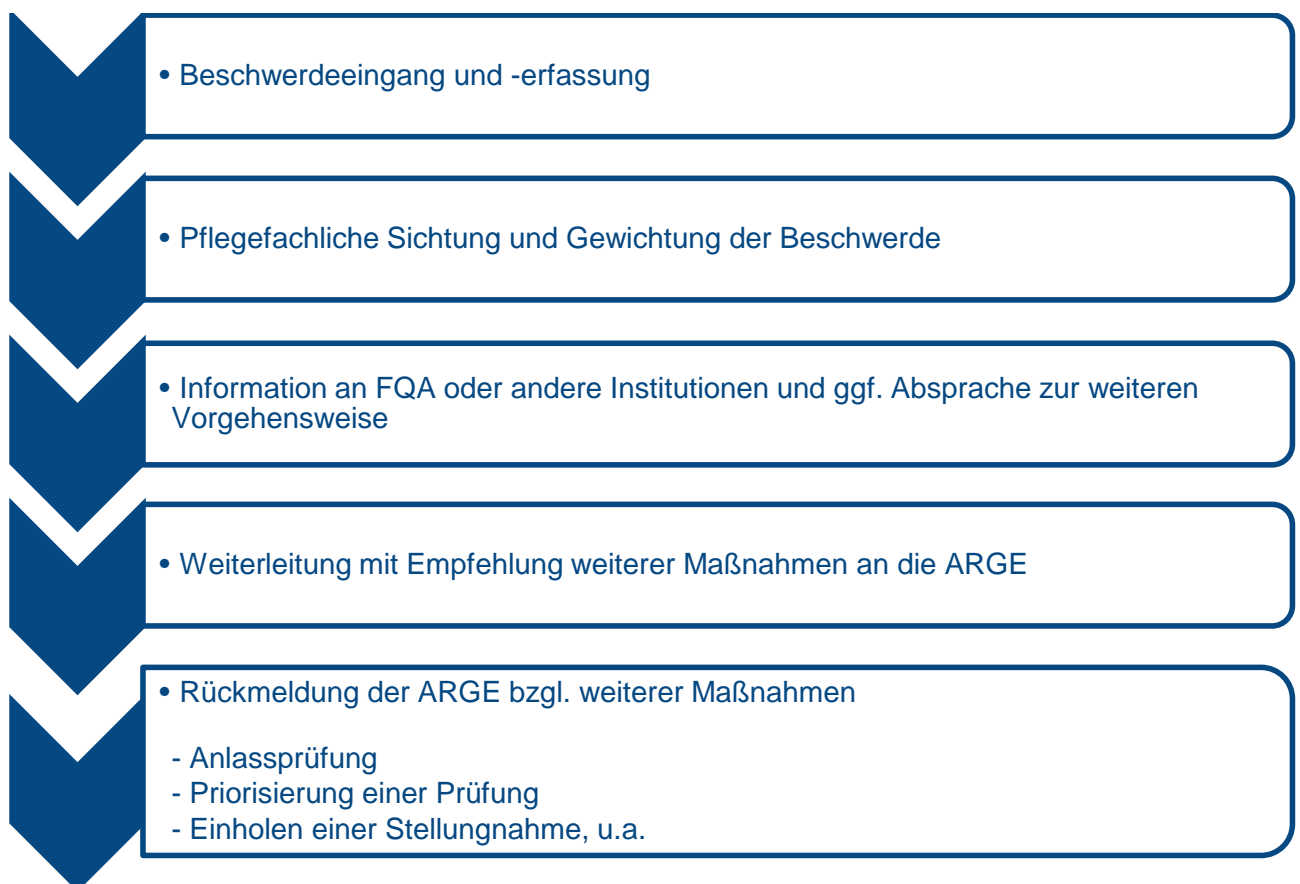 • Beschwerdeeingang und -erfassung
• Pflegefachliche Sichtung und Gewichtung der Beschwerde
• Information an FQA oder andere Institutionen und ggf. Absprache zur weiteren
Vorgehensweise
• Weiterleitung mit Empfehlung weiterer Maßnahmen an die ARGE
• Rückmeldung der ARGE bzgl. weiterer Maßnahmen
- Anlassprüfung
- Priorisierung einer Prüfung
- Einholen einer Stellungnahme, u.a.